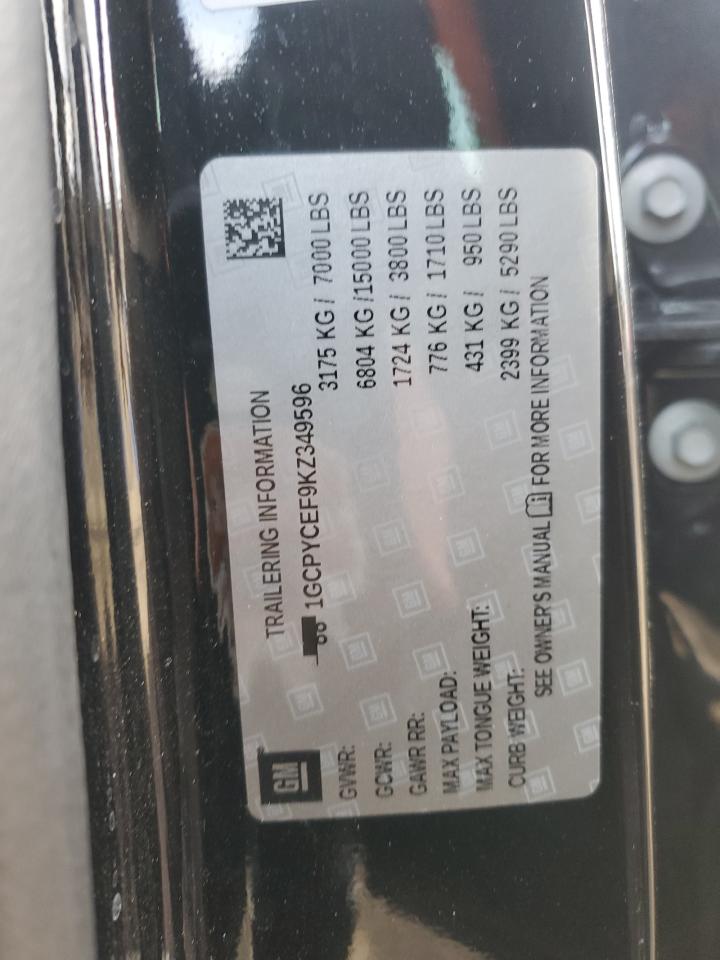 GM
TRAILERING INFORMATION
1GCPYCEF9KZ349596
GVWR: 3175 KG / 7000 LBS
GCWR: 6804 KG /15000 LBS
GAWR RR: 1724 KG / 3800 LBS
MAX PAYLOAD: 776 KG / 1710 LBS
MAX TONGUE WEIGHT: 431 KG / 950 LBS
CURB WEIGHT: 2399 KG / 5290 LBS
SEE OWNER'S MANUAL FOR MORE INFORMATION